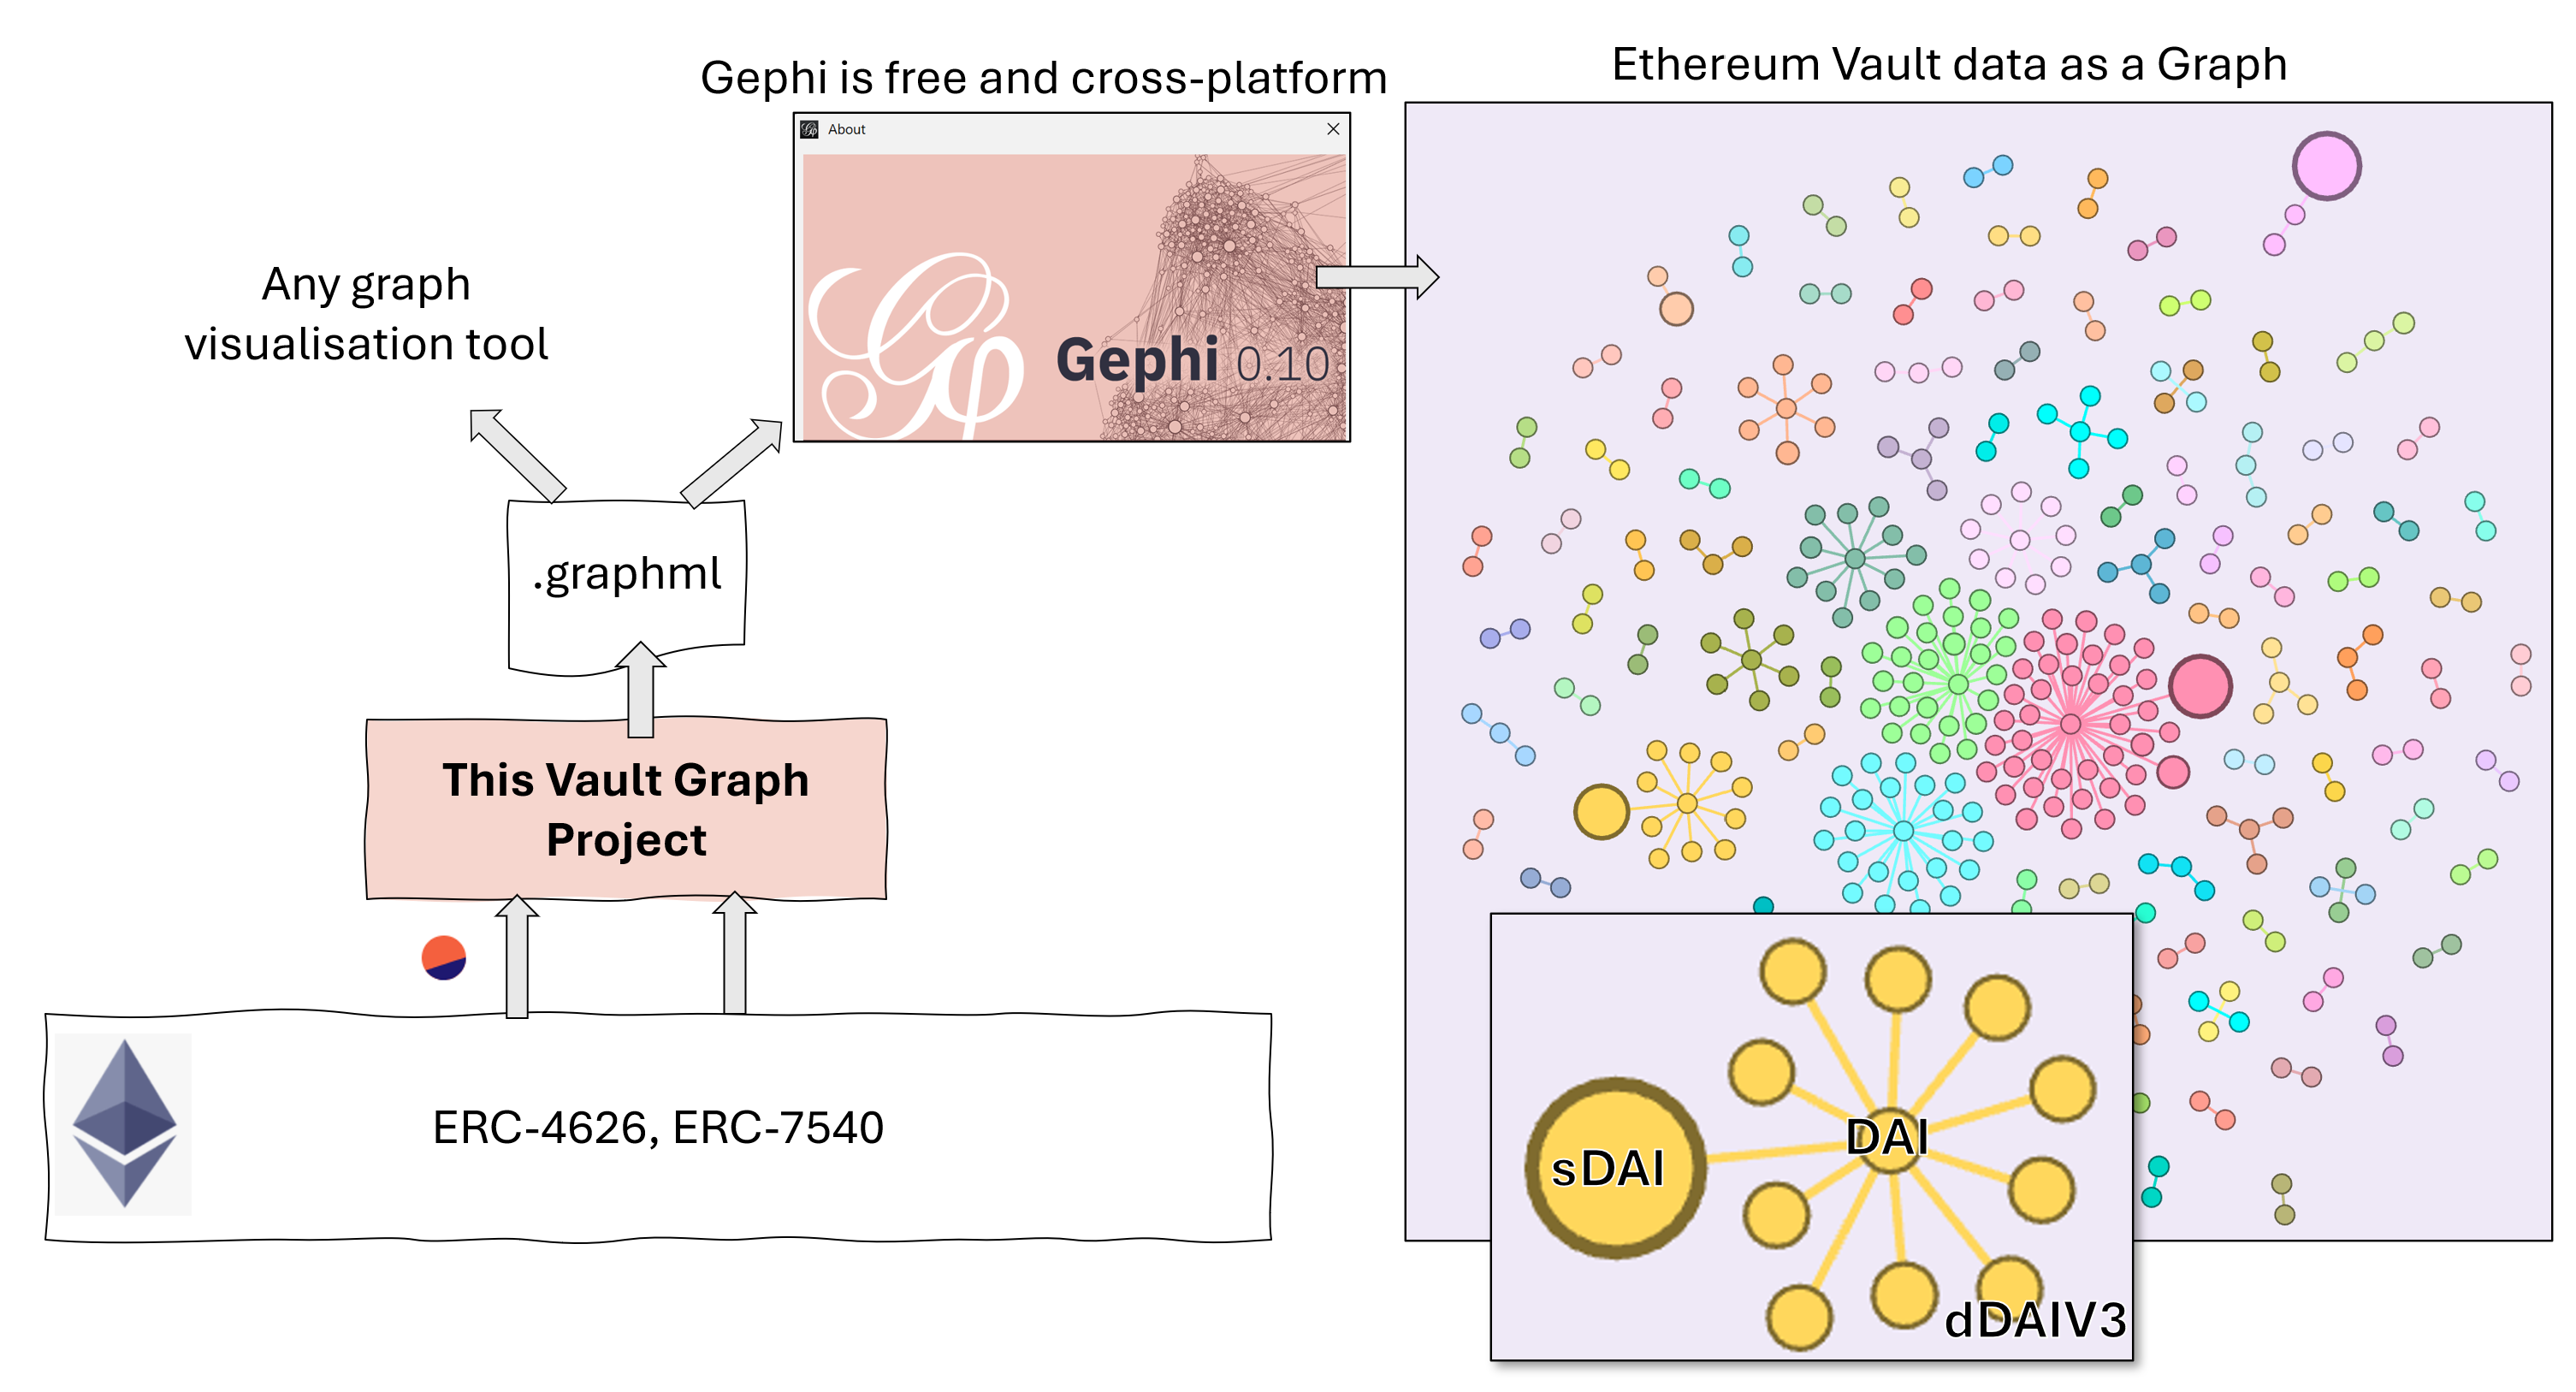 Gephi is free and cross-platform
Ethereum Vault data as a Graph
About
Gephi 0.10
Any graph
visualisation tool
.graphml
This Vault Graph
Project
ERC-4626, ERC-7540
DAI
sDAI
dDAIV3